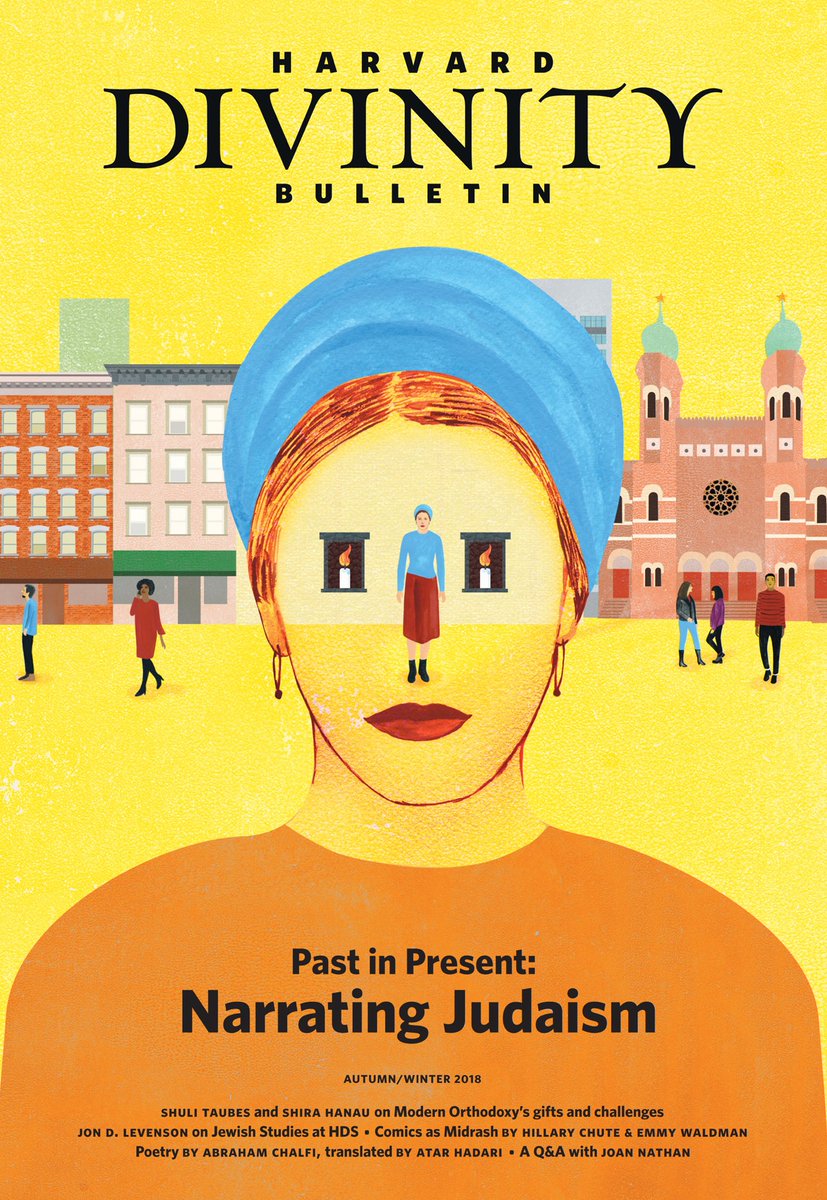 HARVARD
DIVINITY
BULLETIN
Past in Present:
Narrating Judaism
AUTUMN/WINTER 2018
SHULI TAUBES and SHIRA HANAU on Modern Orthodoxy’s gifts and challenges
JON D. LEVENSON on Jewish Studies at HDS • Comics as Midrash BY HILLARY CHUTE & EMMY WALDMAN
Poetry BY ABRAHAM CHALFI, translated BY ATAR HADARI • A Q&A with JOAN NATHAN